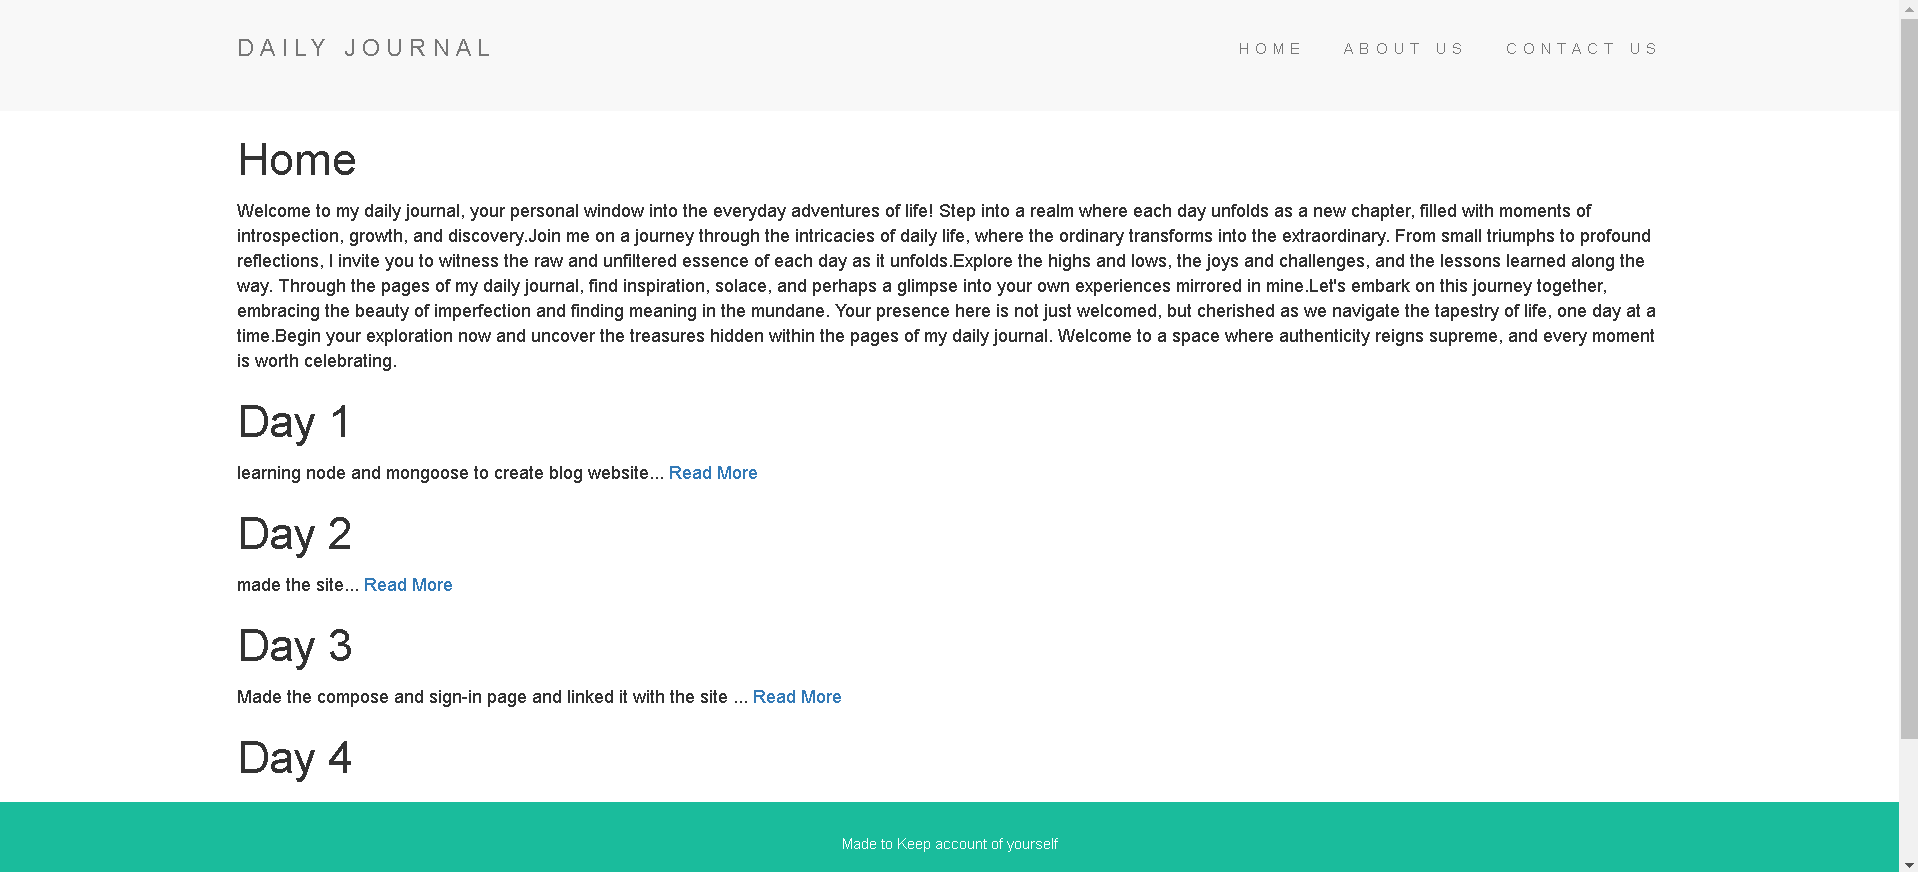 DAILY JOURNAL
HOME ABOUT US CONTACT US
Home
Welcome to my daily journal, your personal window into the everyday adventures of life! Step into a realm where each day unfolds as a new chapter, filled with moments of
introspection, growth, and discovery.Join me on a journey through the intricacies of daily life, where the ordinary transforms into the extraordinary. From small triumphs to profound
reflections, I invite you to witness the raw and unfiltered essence of each day as it unfolds.Explore the highs and lows, the joys and challenges, and the lessons learned along the
way. Through the pages of my daily journal, find inspiration, solace, and perhaps a glimpse into your own experiences mirrored in mine.Let's embark on this journey together,
embracing the beauty of imperfection and finding meaning in the mundane. Your presence here is not just welcomed, but cherished as we navigate the tapestry of life, one day at a
time.Begin your exploration now and uncover the treasures hidden within the pages of my daily journal. Welcome to a space where authenticity reigns supreme, and every moment
is worth celebrating.
Day 1
learning node and mongoose to create blog website... Read More
Day 2
made the site... Read More
Day 3
Made the compose and sign-in page and linked it with the site ... Read More
Day 4
Made to Keep account of yourself